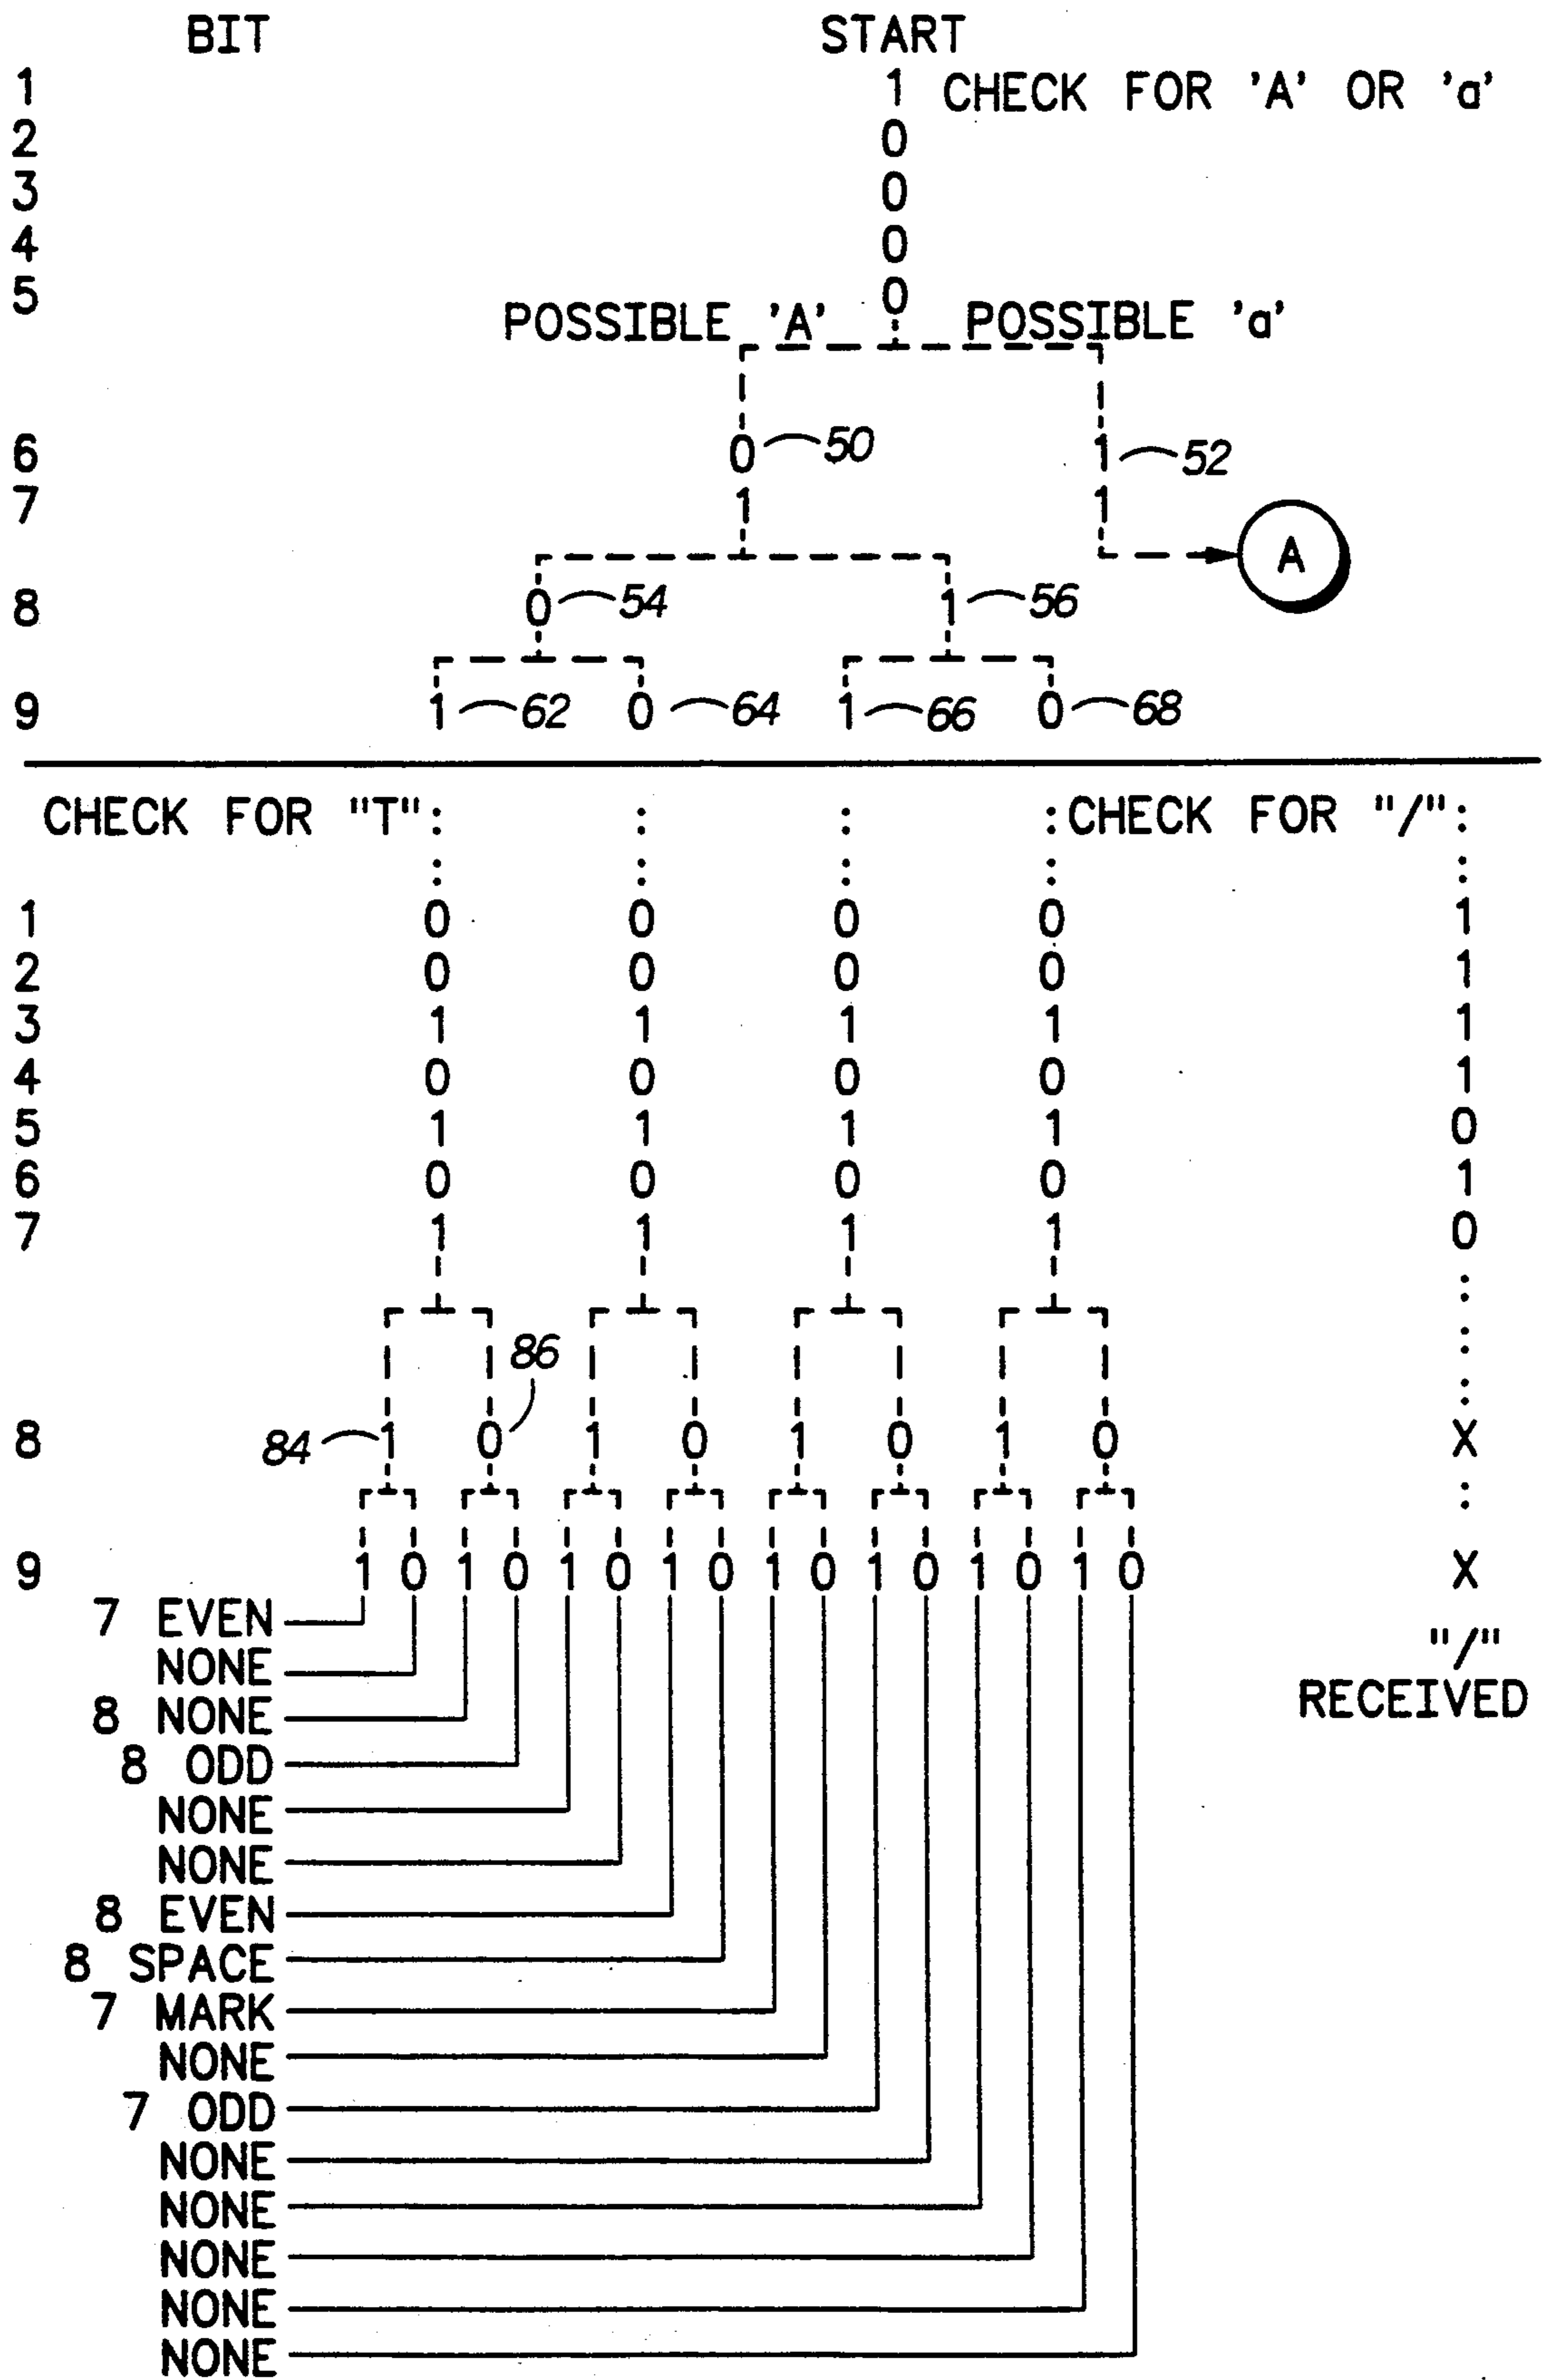 BIT START
1 1 CHECK FOR 'A' OR 'a'
2 0
3 0
4 0
5 0
POSSIBLE 'A' POSSIBLE 'a'
6 0 50 1 52
7 1 1
A
8 0 54 1 56
9 1 62 0 64 1 66 0 68
CHECK FOR "T": : : : CHECK FOR "/":
1 0 0 0 0 1
2 0 0 0 0 1
3 1 1 1 1 1
4 0 0 0 0 1
5 1 1 1 1 0
6 0 0 0 0 1
7 1 1 1 1 0
86
8 84 1 0 1 0 1 0 1 0 X
9 1 0 1 0 1 0 1 0 1 0 1 0 1 0 1 0 X
7 EVEN
"/"
NONE
RECEIVED
8 NONE
8 ODD
NONE
NONE
8 EVEN
8 SPACE
7 MARK
NONE
7 ODD
NONE
NONE
NONE
NONE
NONE